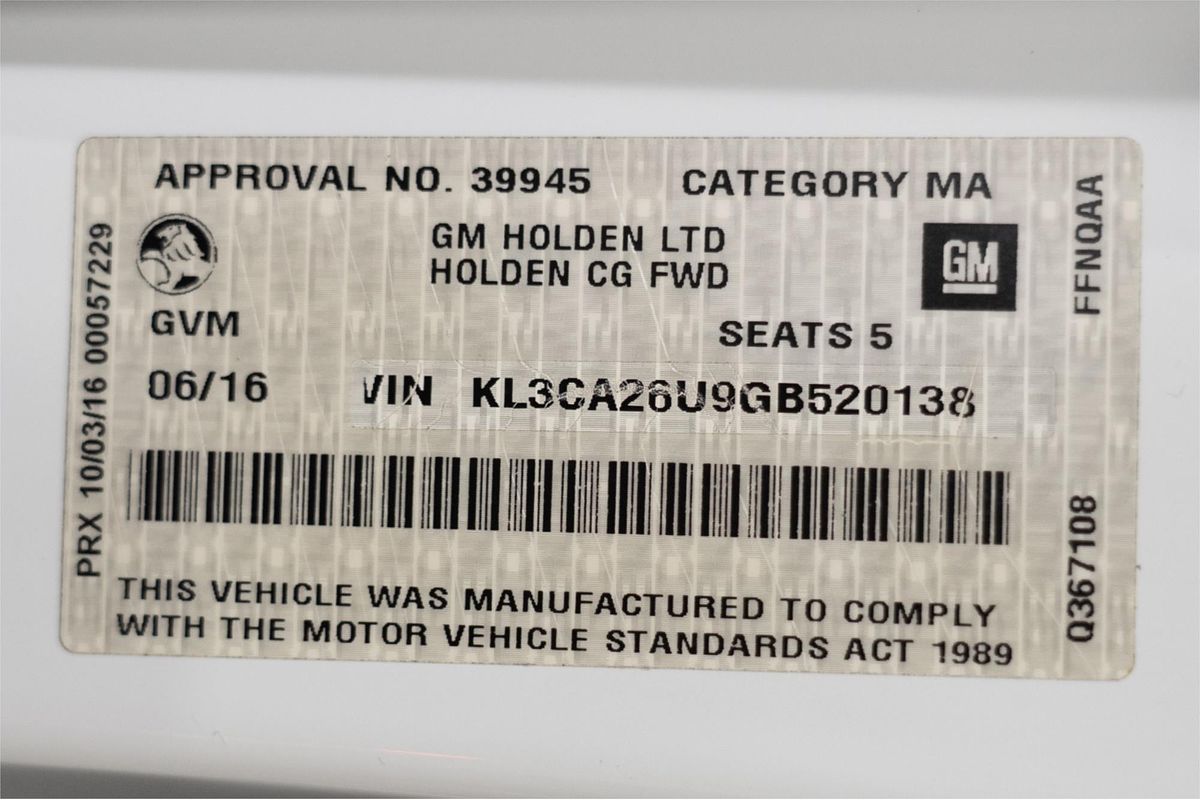 APPROVAL NO. 39945 CATEGORY MA
GM HOLDEN LTD
HOLDEN CG FWD
GM
GVM
SEATS 5
06/16 VIN KL3CA26U9GB520138
THIS VEHICLE WAS MANUFACTURED TO COMPLY
WITH THE MOTOR VEHICLE STANDARDS ACT 1989
PRX 10/03/16 00057229
FFNQAA
Q367108